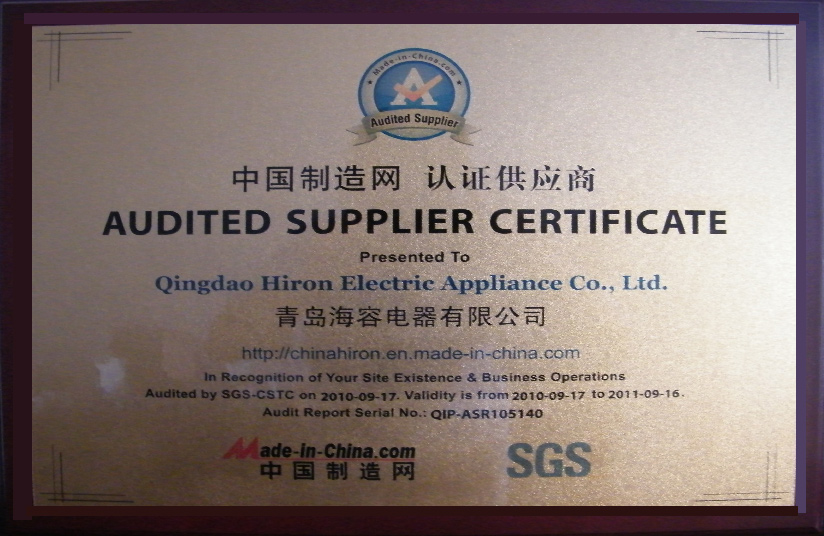 Made-in-China.com
Audited Supplier
中国制造网 认证供应商
AUDITED SUPPLIER CERTIFICATE
Presented To
Qingdao Hiron Electric Appliance Co., Ltd.
青岛海容电器有限公司
http://chinahiron.en.made-in-china.com
In Recognition of Your Site Existence & Business Operations
Audited by SGS-CSTC on 2010-09-17. Validity is from 2010-09-17 to 2011-09-16.
Audit Report Serial No.: QIP-ASR105140
Made-in-China.com
中国制造网
SGS